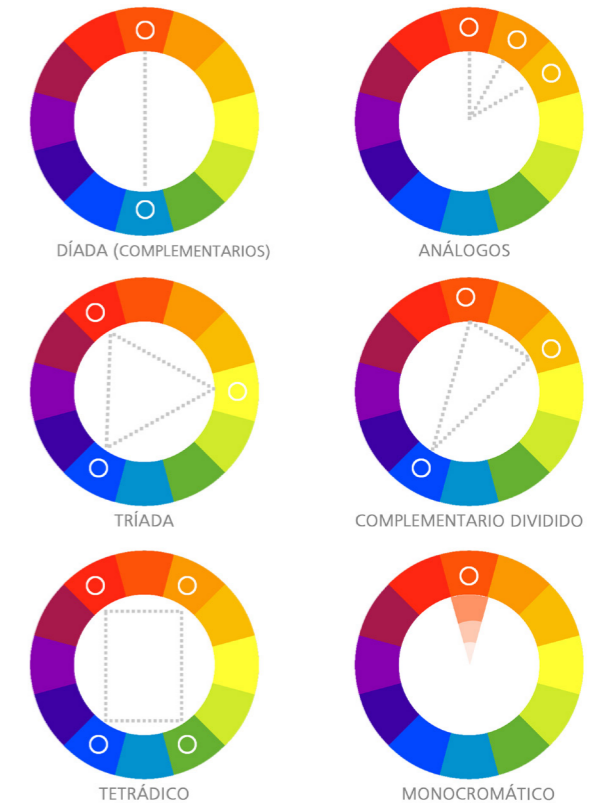 DÍADA (COMPLEMENTARIOS)
ANÁLOGOS
TRÍADA
COMPLEMENTARIO DIVIDIDO
TETRÁDICO
MONOCROMÁTICO